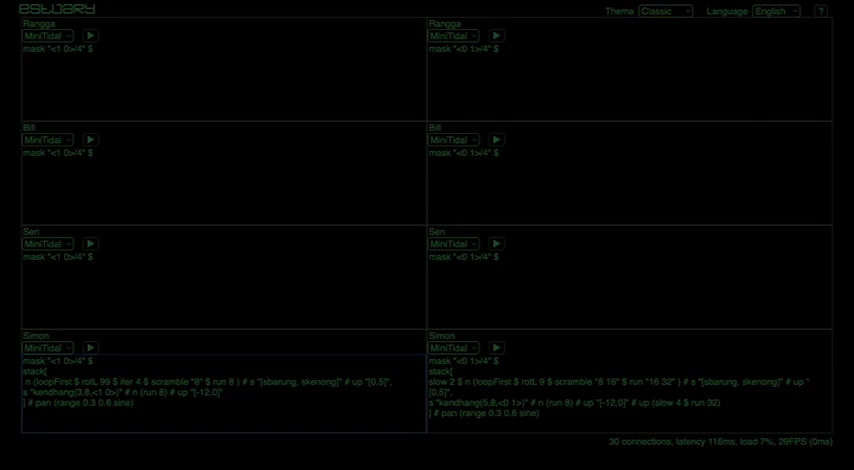 estuary
Theme Classic Language English ?
Rangga
MiniTidal
mask "<1 0>/4" $
Rangga
MiniTidal
mask "<0 1>/4" $
Bill
MiniTidal
mask "<1 0>/4" $
Bill
MiniTidal
mask "<0 1>/4" $
Sen
MiniTidal
mask "<1 0>/4" $
Sen
MiniTidal
mask "<0 1>/4" $
Simon
MiniTidal
mask "<1 0>/4" $
stack[
n (loopFirst $ rotL 99 $ iter 4 $ scramble "8" $ run 8 ) # s "[sbarung, skenong]" # up "[0,5]",
s "kendhang(3,8,<1 0>)" # n (run 8) # up "[-12,0]"
] # pan (range 0.3 0.6 sine)
Simon
MiniTidal
mask "<0 1>/4" $
stack[
slow 2 $ n (loopFirst $ rotL 9 $ scramble "8 16" $ run "16 32" ) # s "[sbarung, skenong]" # up "
[0,5]",
s "kendhang(5,8,<0 1>)" # n (run 8) # up "[-12,0]" # up (slow 4 $ run 32)
] # pan (range 0.3 0.6 sine)
30 connections, latency 116ms, load 7%, 29FPS (0ms)